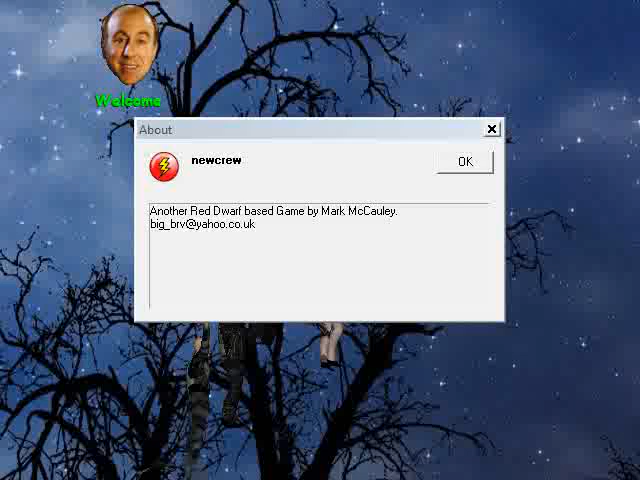 Welcome
About
newcrew
OK
Another Red Dwarf based Game by Mark McCauley.
big_brv@yahoo.co.uk